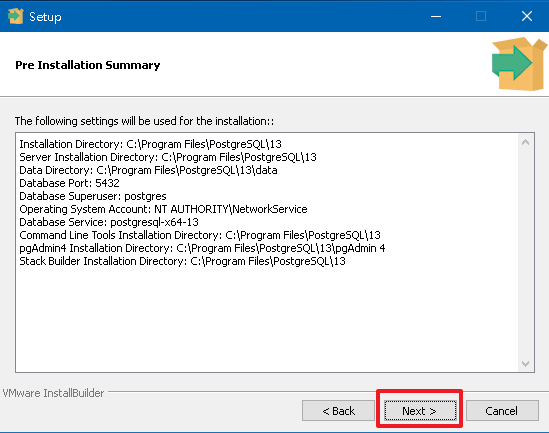 Setup
Pre Installation Summary
The following settings will be used for the installation::
Installation Directory: C:\Program Files\PostgreSQL\13
Server Installation Directory: C:\Program Files\PostgreSQL\13
Data Directory: C:\Program Files\PostgreSQL\13\data
Database Port: 5432
Database Superuser: postgres
Operating System Account: NT AUTHORITY\NetworkService
Database Service: postgresql-x64-13
Command Line Tools Installation Directory: C:\Program Files\PostgreSQL\13
pgAdmin4 Installation Directory: C:\Program Files\PostgreSQL\13\pgAdmin 4
Stack Builder Installation Directory: C:\Program Files\PostgreSQL\13
VMware InstallBuilder
< Back Next > Cancel